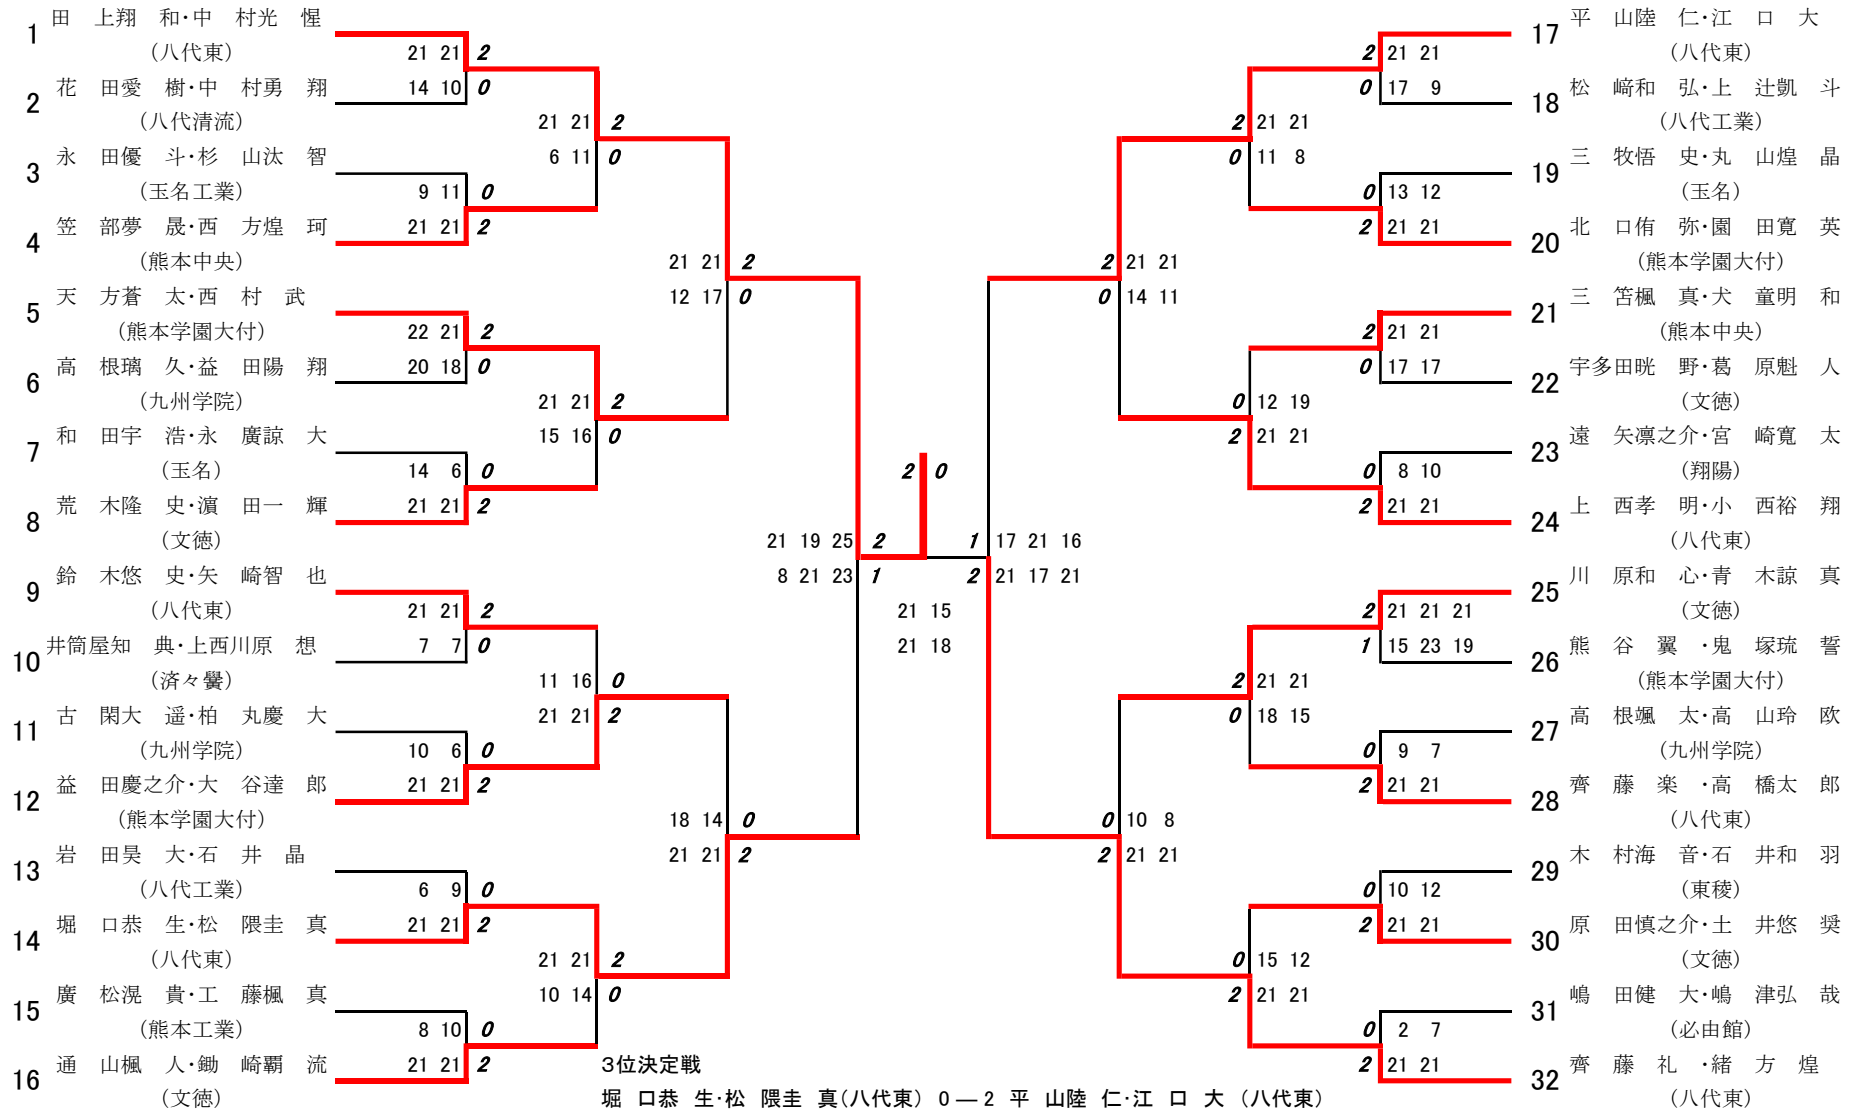 1 田 上翔 和・中 村光 惺
(八代東)
21 21 2
14 10 0
2 花 田愛 樹・中 村勇 翔
(八代清流)
21 21 2
6 11 0
3 永 田優 斗・杉 山汰 智
(玉名工業)
9 11 0
21 21 2
4 笠 部夢 晟・西 方煌 珂
(熊本中央)
21 21 2
12 17 0
5 天 方蒼 太・西 村 武
(熊本学園大付)
22 21 2
20 18 0
6 高 根璃 久・益 田陽 翔
(九州学院)
21 21 2
15 16 0
7 和 田宇 浩・永 廣諒 大
(玉名)
14 6 0
21 21 2
8 荒 木隆 史・濵 田一 輝
(文徳)
21 19 25 2
8 21 23 1
9 鈴 木悠 史・矢 崎智 也
(八代東)
21 21 2
7 7 0
10 井筒屋知 典・上西川原 想
(済々黌)
11 16 0
21 21 2
11 古 閑大 遥・柏 丸慶 大
(九州学院)
10 6 0
21 21 2
12 益 田慶之介・大 谷達 郎
(熊本学園大付)
18 14 0
21 21 2
13 岩 田昊 大・石 井 晶
(八代工業)
6 9 0
21 21 2
14 堀 口恭 生・松 隈圭 真
(八代東)
21 21 2
10 14 0
15 廣 松滉 貴・工 藤楓 真
(熊本工業)
8 10 0
21 21 2
16 通 山楓 人・鋤 崎覇 流
(文徳)
2 0
21 15
21 18
17 平 山陸 仁・江 口 大
(八代東)
2 21 21
0 17 9
18 松 﨑和 弘・上 辻凱 斗
(八代工業)
2 21 21
0 11 8
19 三 牧悟 史・丸 山煌 晶
(玉名)
0 13 12
2 21 21
20 北 口侑 弥・園 田寛 英
(熊本学園大付)
2 21 21
0 14 11
21 三 笘楓 真・犬 童明 和
(熊本中央)
2 21 21
0 17 17
22 宇多田晄 野・葛 原魁 人
(文徳)
0 12 19
2 21 21
23 遠 矢凛之介・宮 崎寛 太
(翔陽)
0 8 10
2 21 21
24 上 西孝 明・小 西裕 翔
(八代東)
1 17 21 16
2 21 17 21
25 川 原和 心・青 木諒 真
(文徳)
2 21 21 21
1 15 23 19
26 熊 谷 翼 ・鬼 塚琉 誓
(熊本学園大付)
2 21 21
0 18 15
27 高 根颯 太・高 山玲 欧
(九州学院)
0 9 7
2 21 21
28 齊 藤 楽 ・高 橋太 郎
(八代東)
0 10 8
2 21 21
29 木 村海 音・石 井和 羽
(東稜)
0 10 12
2 21 21
30 原 田慎之介・土 井悠 奨
(文徳)
0 15 12
2 21 21
31 嶋 田健 大・嶋 津弘 哉
(必由館)
0 2 7
2 21 21
32 齊 藤 礼 ・緒 方 煌
(八代東)
3位決定戦
堀 口恭 生・松 隈圭 真(八代東) 0 — 2 平 山陸 仁・江 口 大 (八代東)